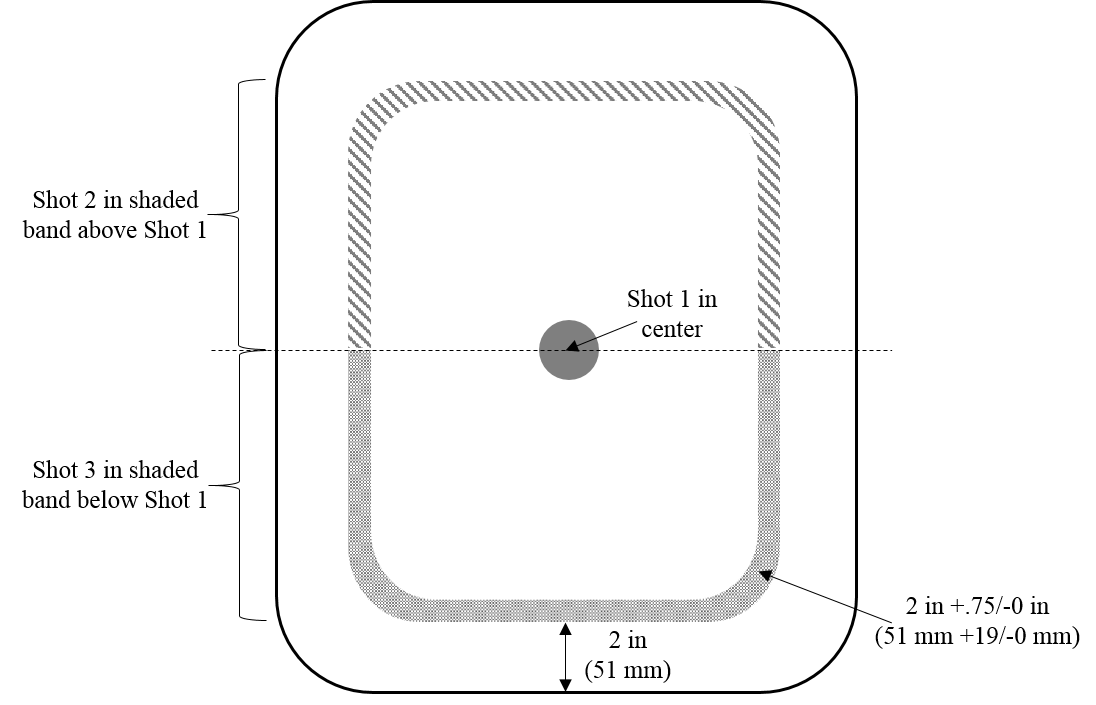 Shot 2 in shaded
band above Shot 1
Shot 1 in
center
Shot 3 in shaded
band below Shot 1
2 in +.75/-0 in
(51 mm +19/-0 mm)
2 in
(51 mm)